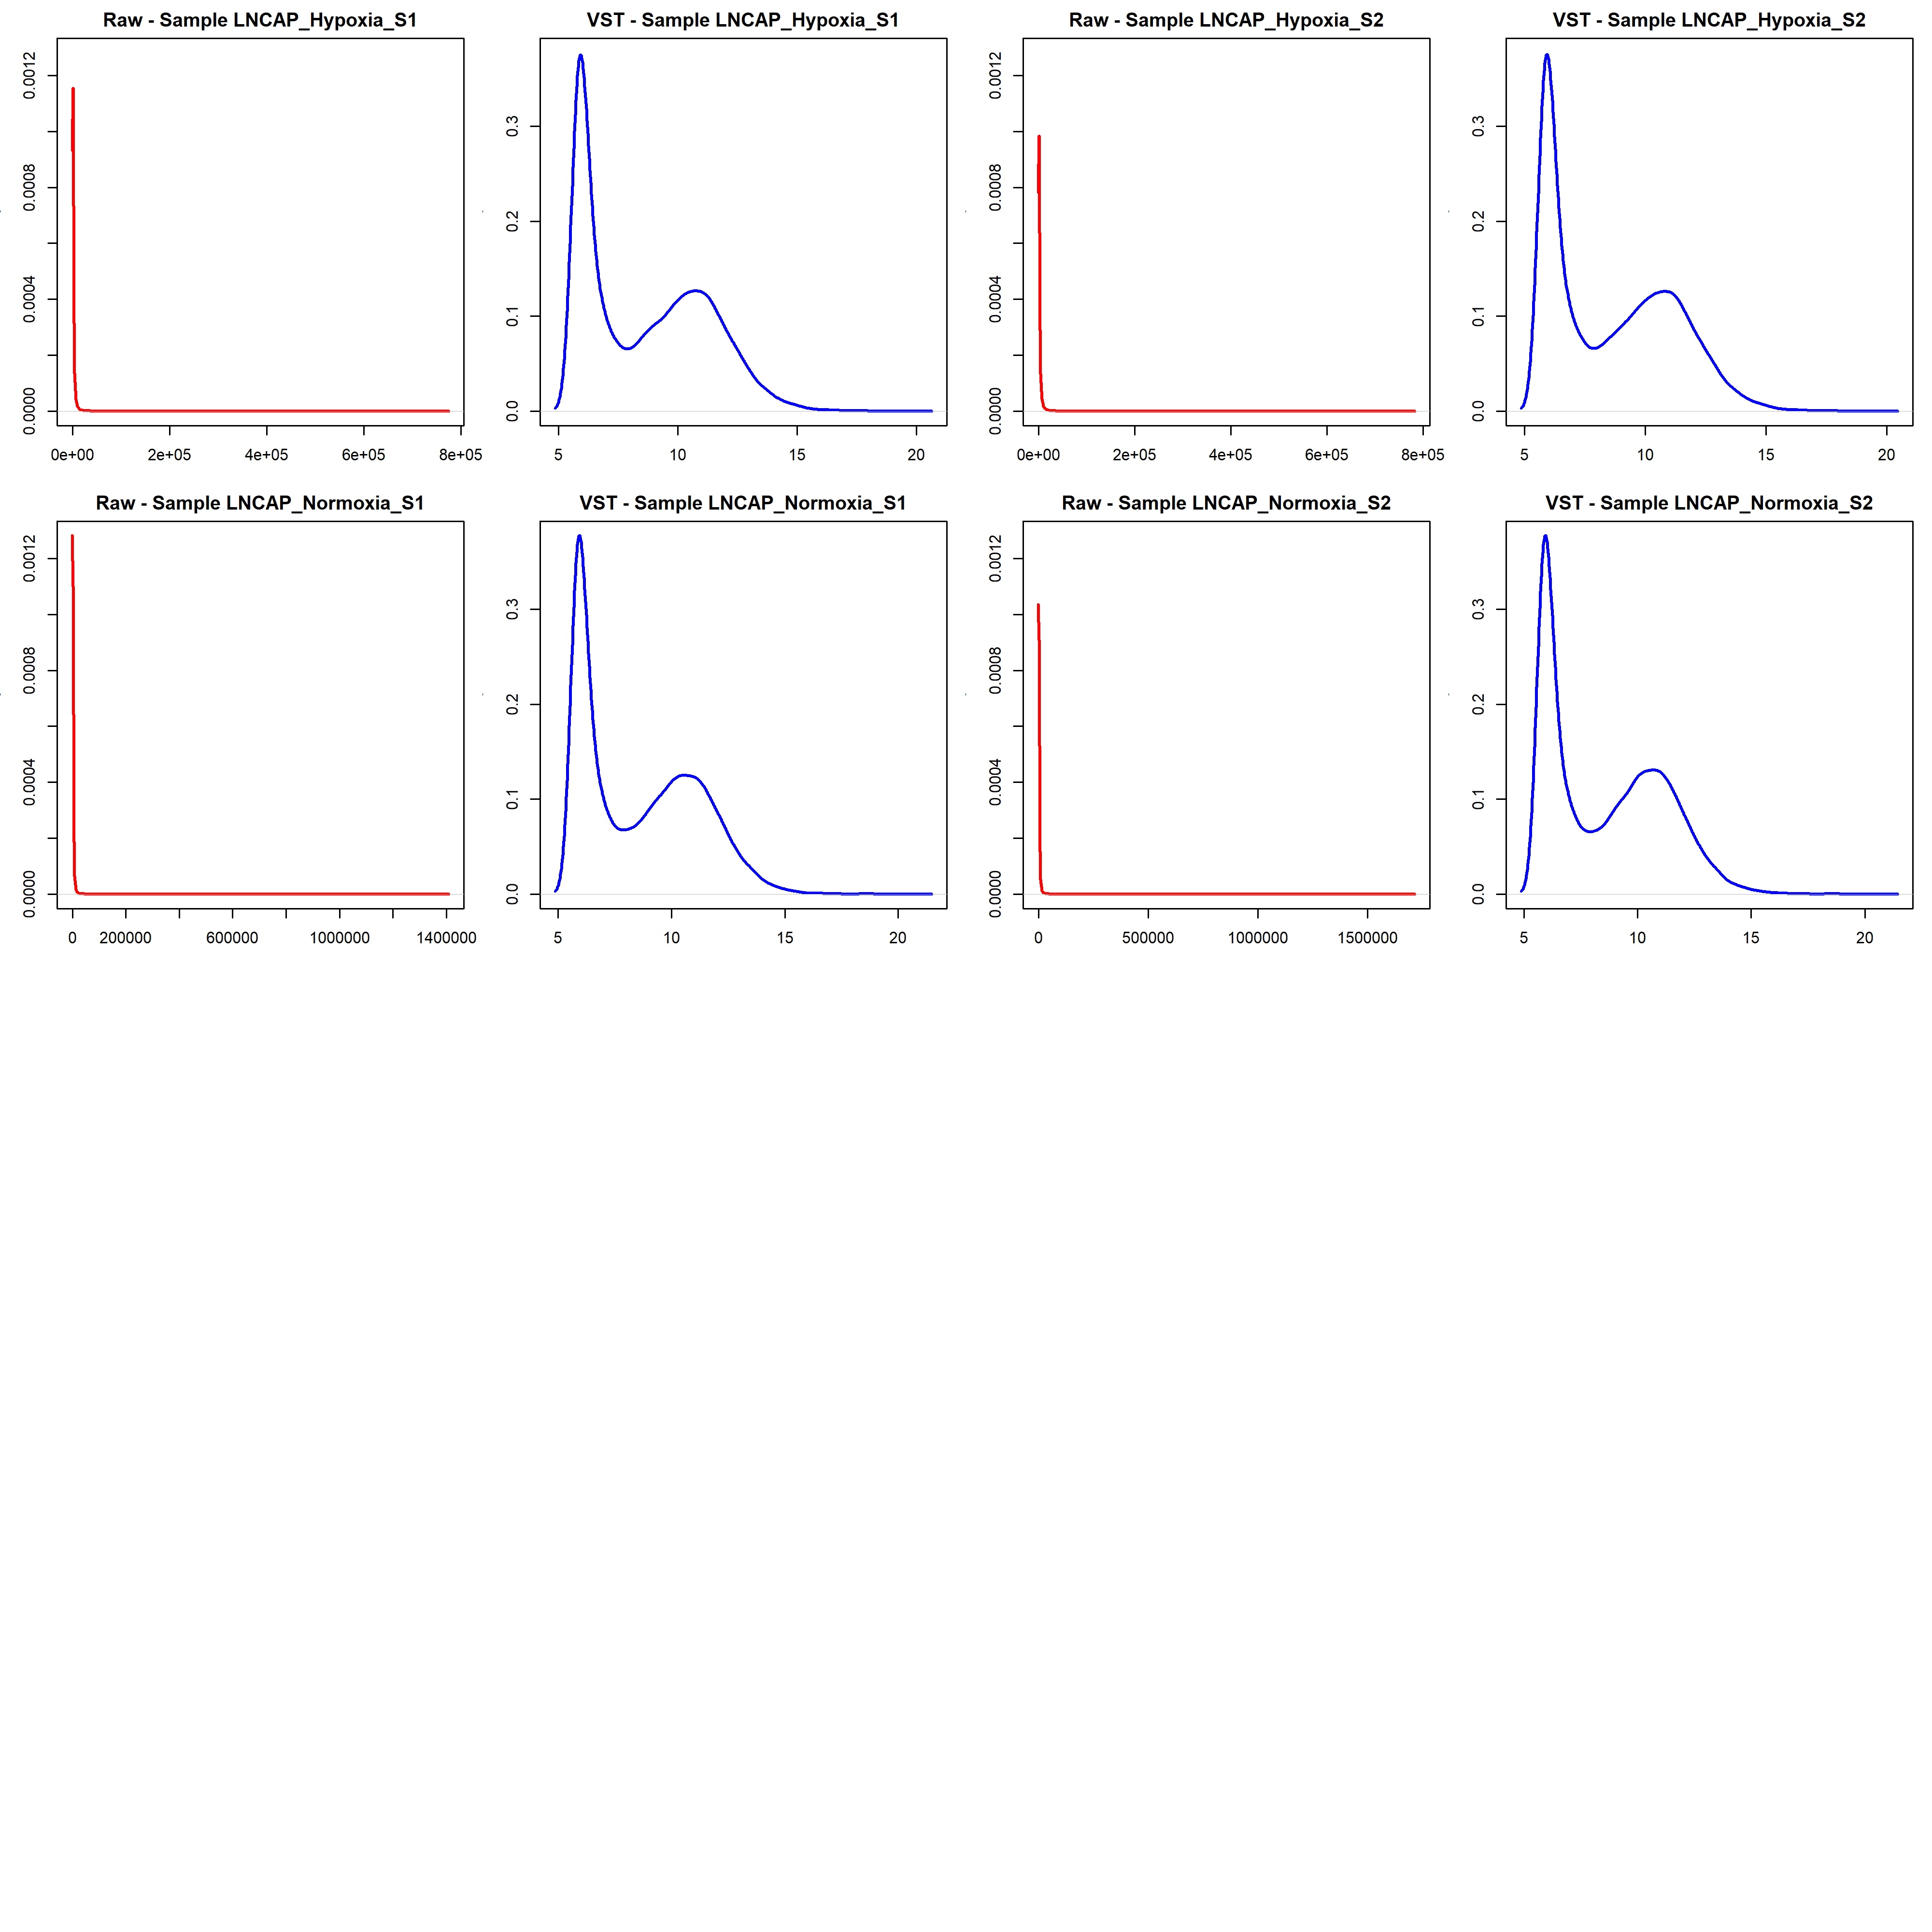 Raw - Sample LNCAP_Hypoxia_S1
0.0000
0.0004
0.0008
0.0012
0e+00 2e+05 4e+05 6e+05 8e+05
VST - Sample LNCAP_Hypoxia_S1
0.0
0.1
0.2
0.3
5 10 15 20
Raw - Sample LNCAP_Hypoxia_S2
0.0000
0.0004
0.0008
0.0012
0e+00 2e+05 4e+05 6e+05 8e+05
VST - Sample LNCAP_Hypoxia_S2
0.0
0.1
0.2
0.3
5 10 15 20
Raw - Sample LNCAP_Normoxia_S1
0.0000
0.0004
0.0008
0.0012
0 200000 600000 1000000 1400000
VST - Sample LNCAP_Normoxia_S1
0.0
0.1
0.2
0.3
5 10 15 20
Raw - Sample LNCAP_Normoxia_S2
0.0000
0.0004
0.0008
0.0012
0 500000 1000000 1500000
VST - Sample LNCAP_Normoxia_S2
0.0
0.1
0.2
0.3
5 10 15 20